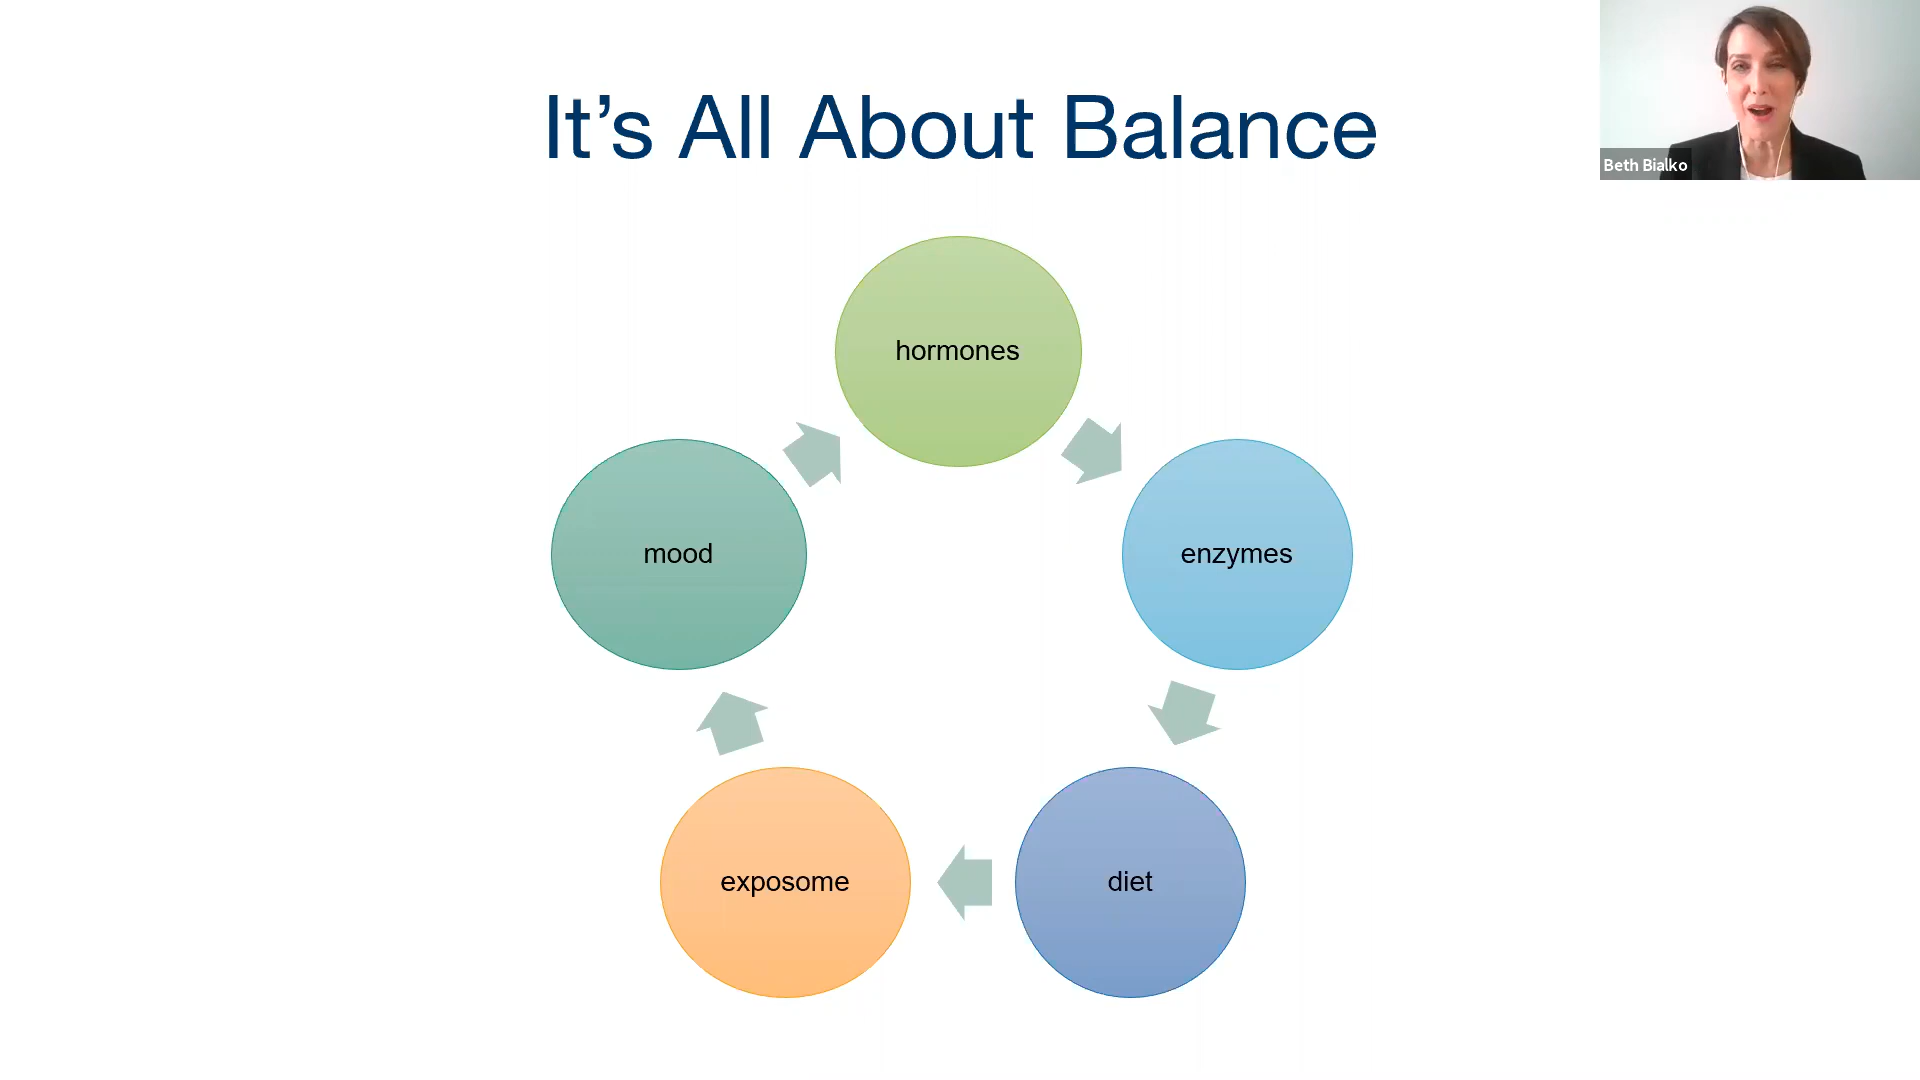 It’s All About Balance
Beth Bialko
hormones
mood
enzymes
exposome
diet